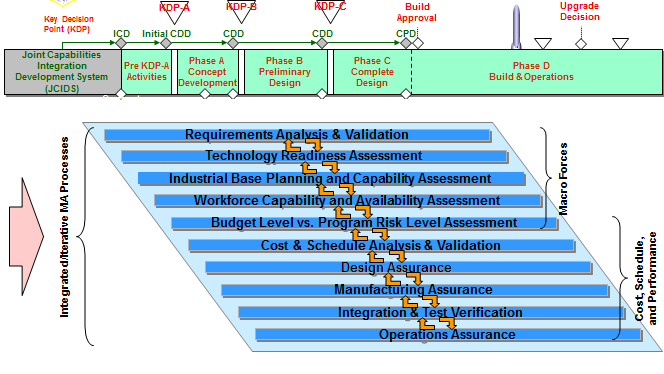 KDP-A
KDP-B
KDP-C
Build
Approval
Upgrade
Decision
Key Decision
Point (KDP)
ICD
Initial CDD
CDD
CDD
CPD
Joint Capabilities
Integration
Development System
(JCIDS)
Pre KDP-A
Activities
Phase A
Concept
Development
Phase B
Preliminary
Design
Phase C
Complete
Design
Phase D
Build & Operations
Integrated/Iterative MA Processes
Requirements Analysis & Validation
Technology Readiness Assessment
Industrial Base Planning and Capability Assessment
Workforce Capability and Availability Assessment
Budget Level vs. Program Risk Level Assessment
Cost & Schedule Analysis & Validation
Design Assurance
Manufacturing Assurance
Integration & Test Verification
Operations Assurance
Macro Forces
Cost, Schedule,
and Performance